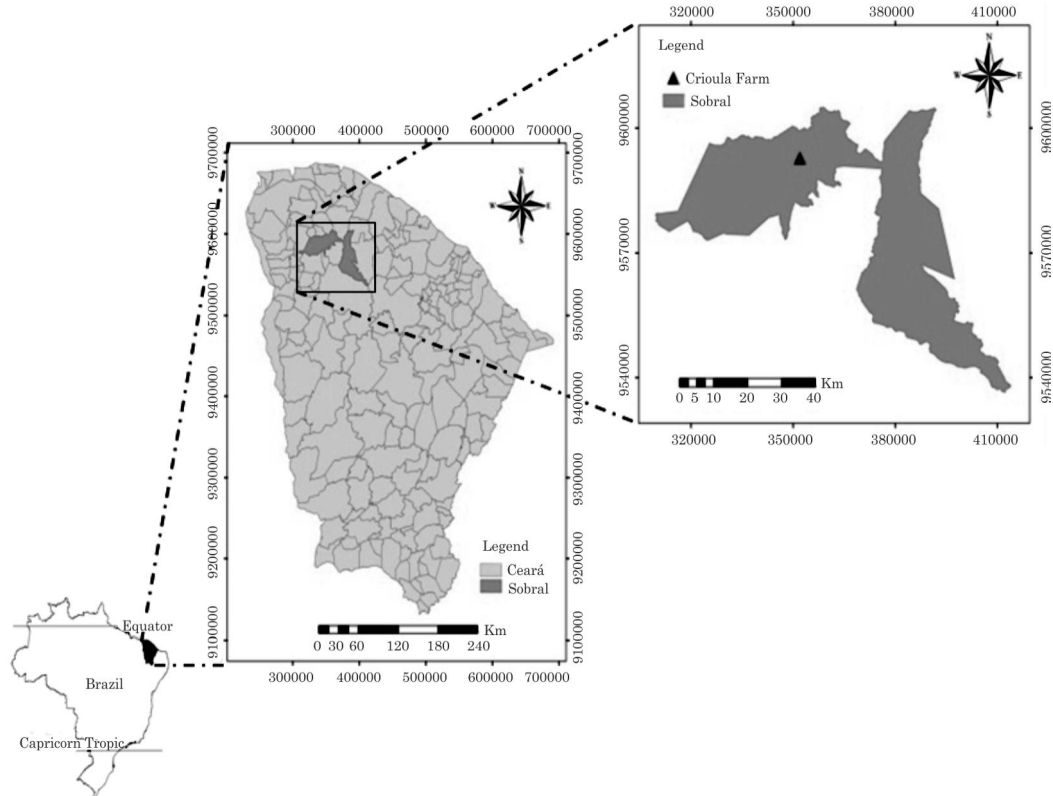 320000 350000 380000 410000
Legend
Crioula Farm
Sobral
N
W E
S
9600000 9570000 9540000
9600000 9570000 9540000
0 5 10 20 30 40 Km
320000 350000 380000 410000
300000 400000 500000 600000 700000
N
W E
S
9700000 9600000 9500000 9400000 9300000 9200000 9100000
9700000 9600000 9500000 9400000 9300000 9200000 9100000
Legend
Ceará
Sobral
0 30 60 120 180 240 Km
300000 400000 500000 600000 700000
Equator
Brazil
Capricorn Tropic